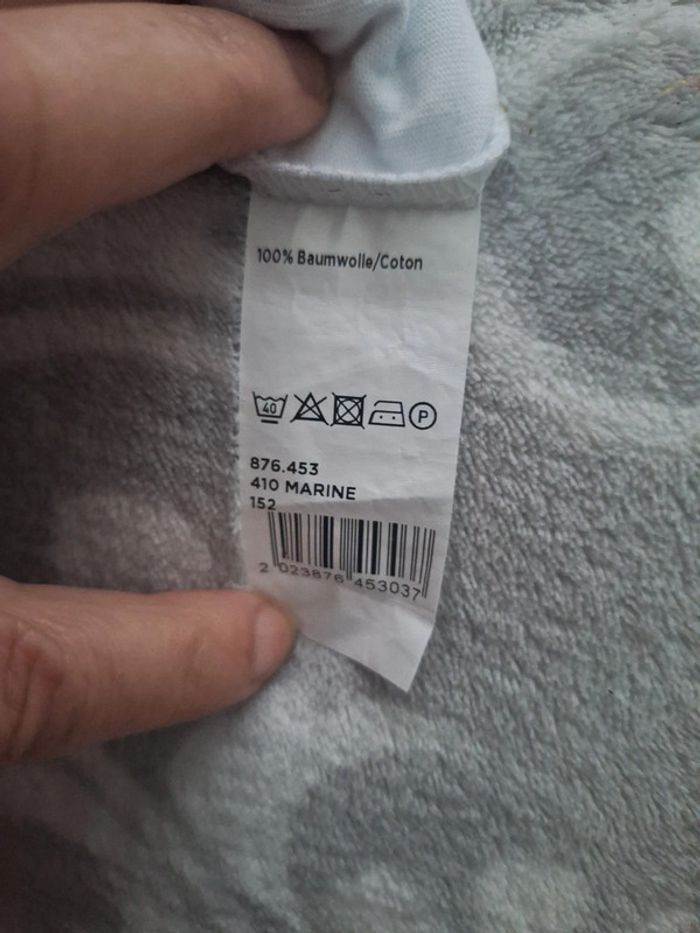 100% Baumwolle/Coton
40 P
876.453
410 MARINE
152
2 023876 453037